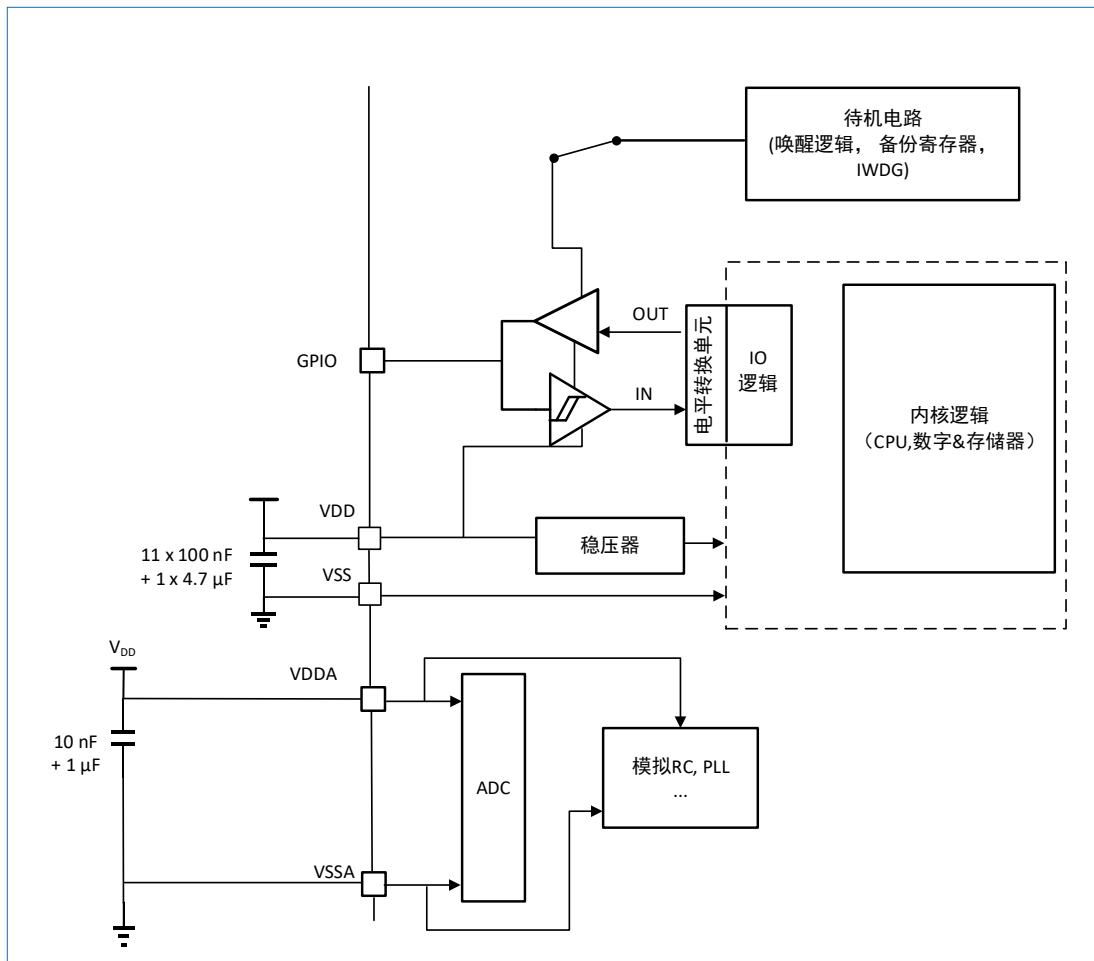 待机电路
(唤醒逻辑， 备份寄存器，
IWDG)
OUT
GPIO
IN
电平转换单元
IO
逻辑
内核逻辑
（CPU,数字&存储器）
VDD
稳压器
11 x 100 nF
+ 1 x 4.7 μF
VSS
VDD
VDDA
10 nF
+ 1 μF
ADC
模拟RC, PLL
...
VSSA